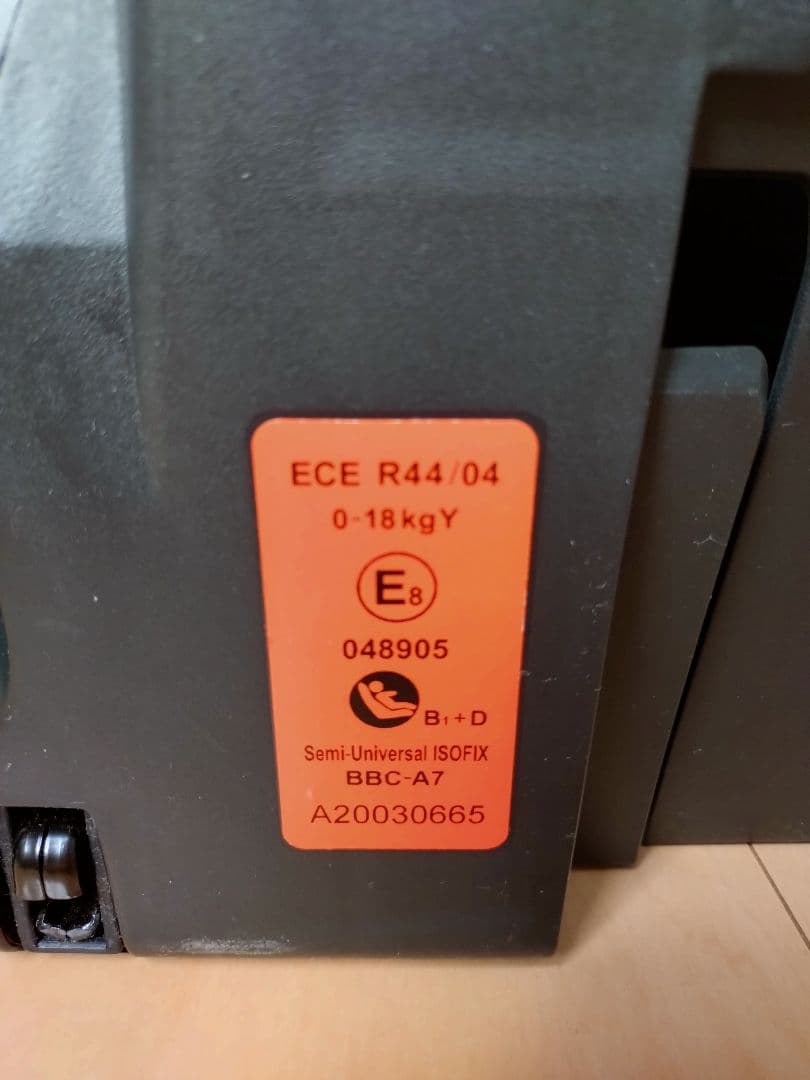 ECE R44/04
0-18kgY
E8
048905
B1+D
Semi-Universal ISOFIX
BBC-A7
A20030665